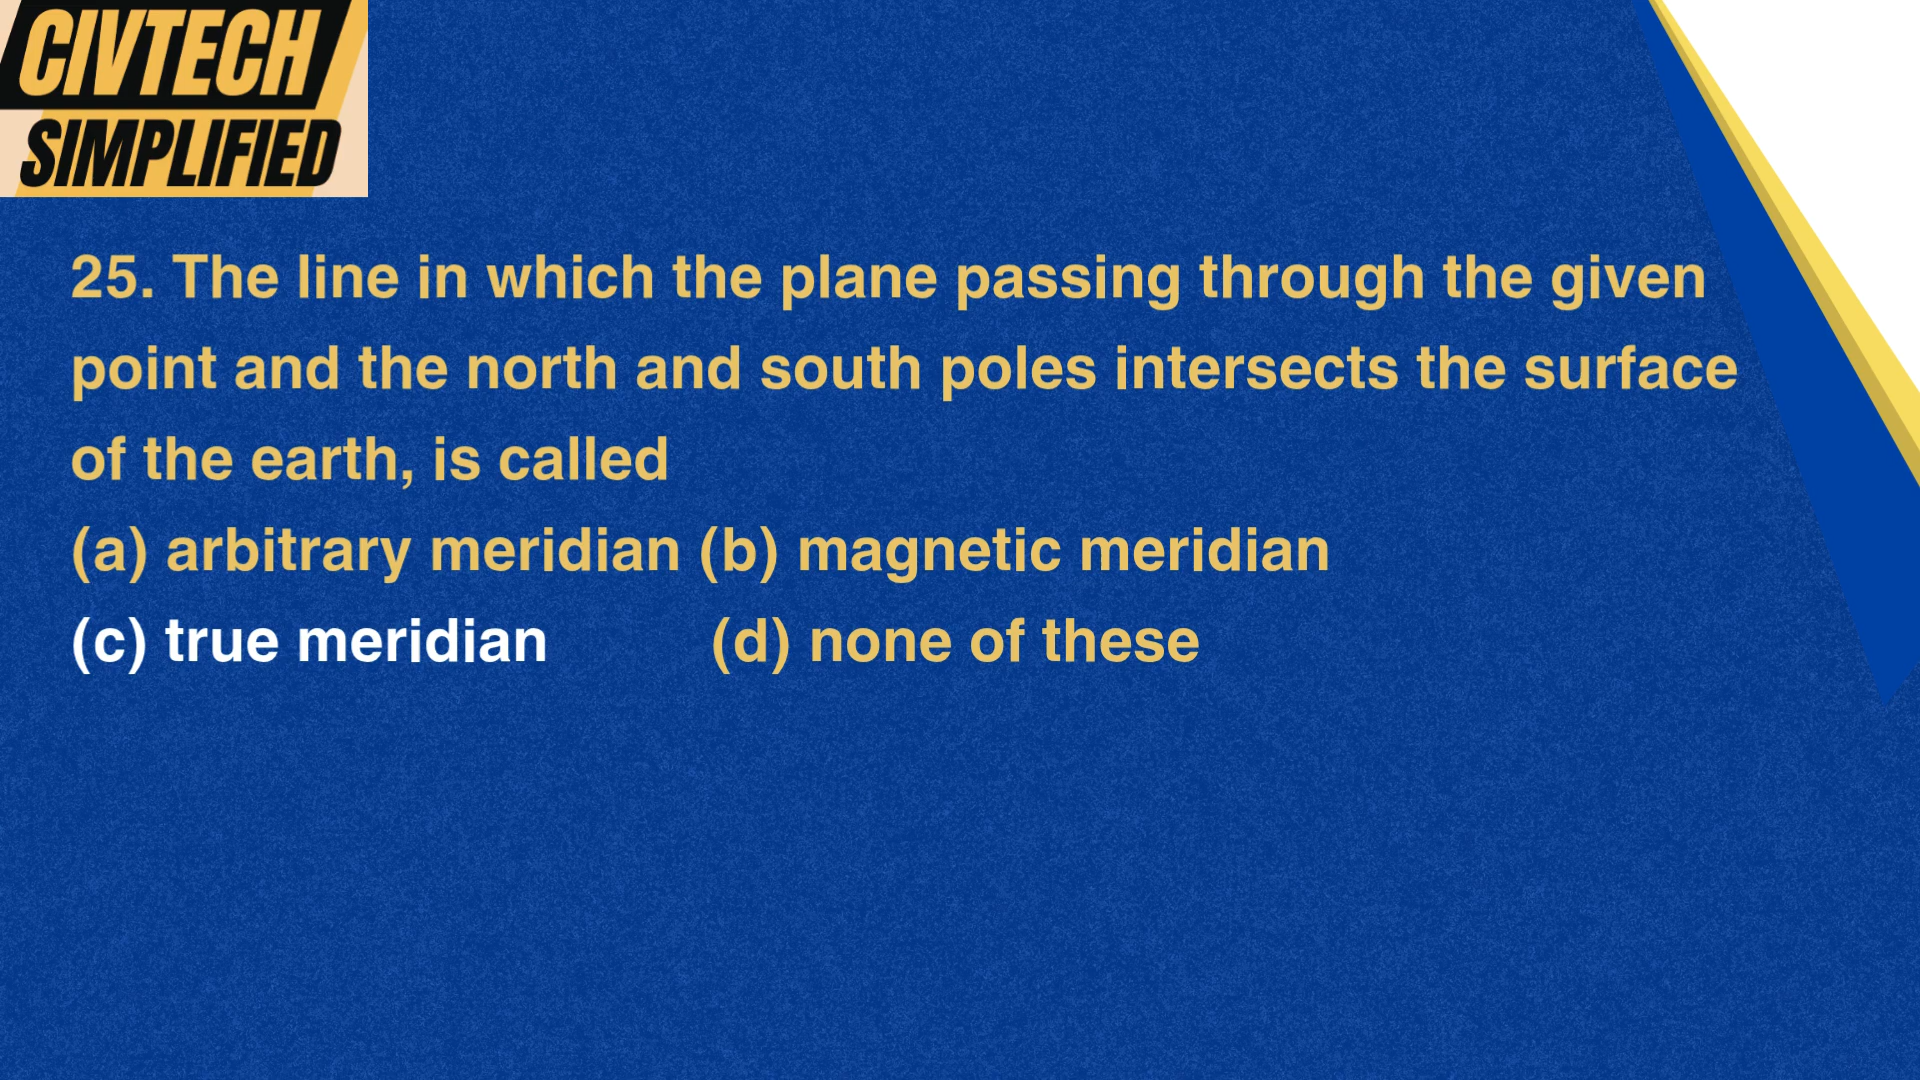 CIVTECH
SIMPLIFIED
25. The line in which the plane passing through the given
point and the north and south poles intersects the surface
of the earth, is called
(a) arbitrary meridian (b) magnetic meridian
(c) true meridian (d) none of these